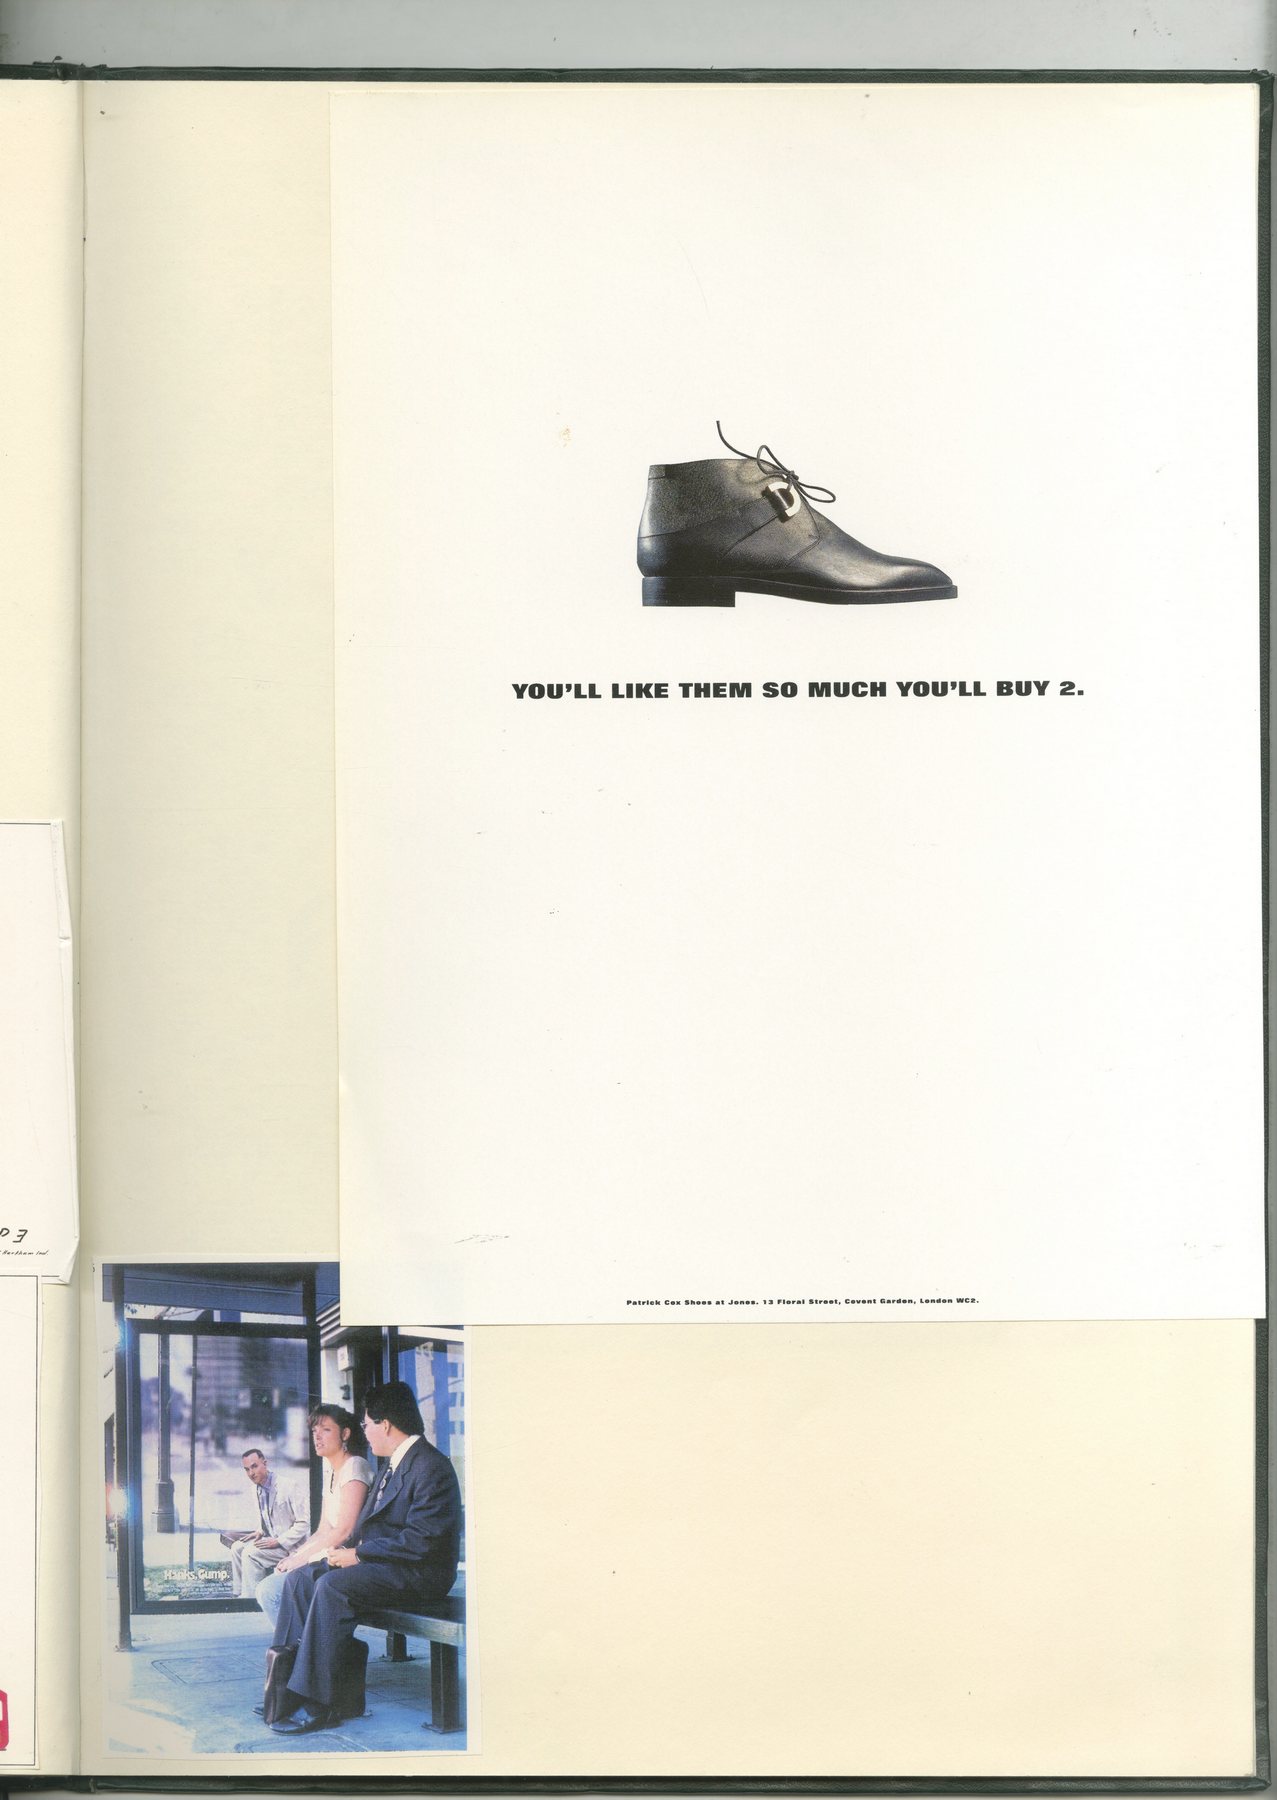 YOU'LL LIKE THEM SO MUCH YOU'LL BUY 2.
Patrick Cox Shoes at Jones. 13 Floral Street, Covent Garden, London WC2.
D 3
Hanks, Gump.